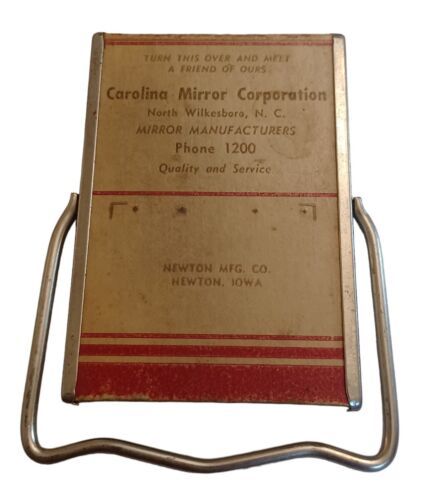 TURN THIS OVER AND MEET
A FRIEND OF OURS
Carolina Mirror Corporation
North Wilkesboro, N. C.
MIRROR MANUFACTURERS
Phone 1200
Quality and Service
NEWTON MFG. CO.
NEWTON, IOWA